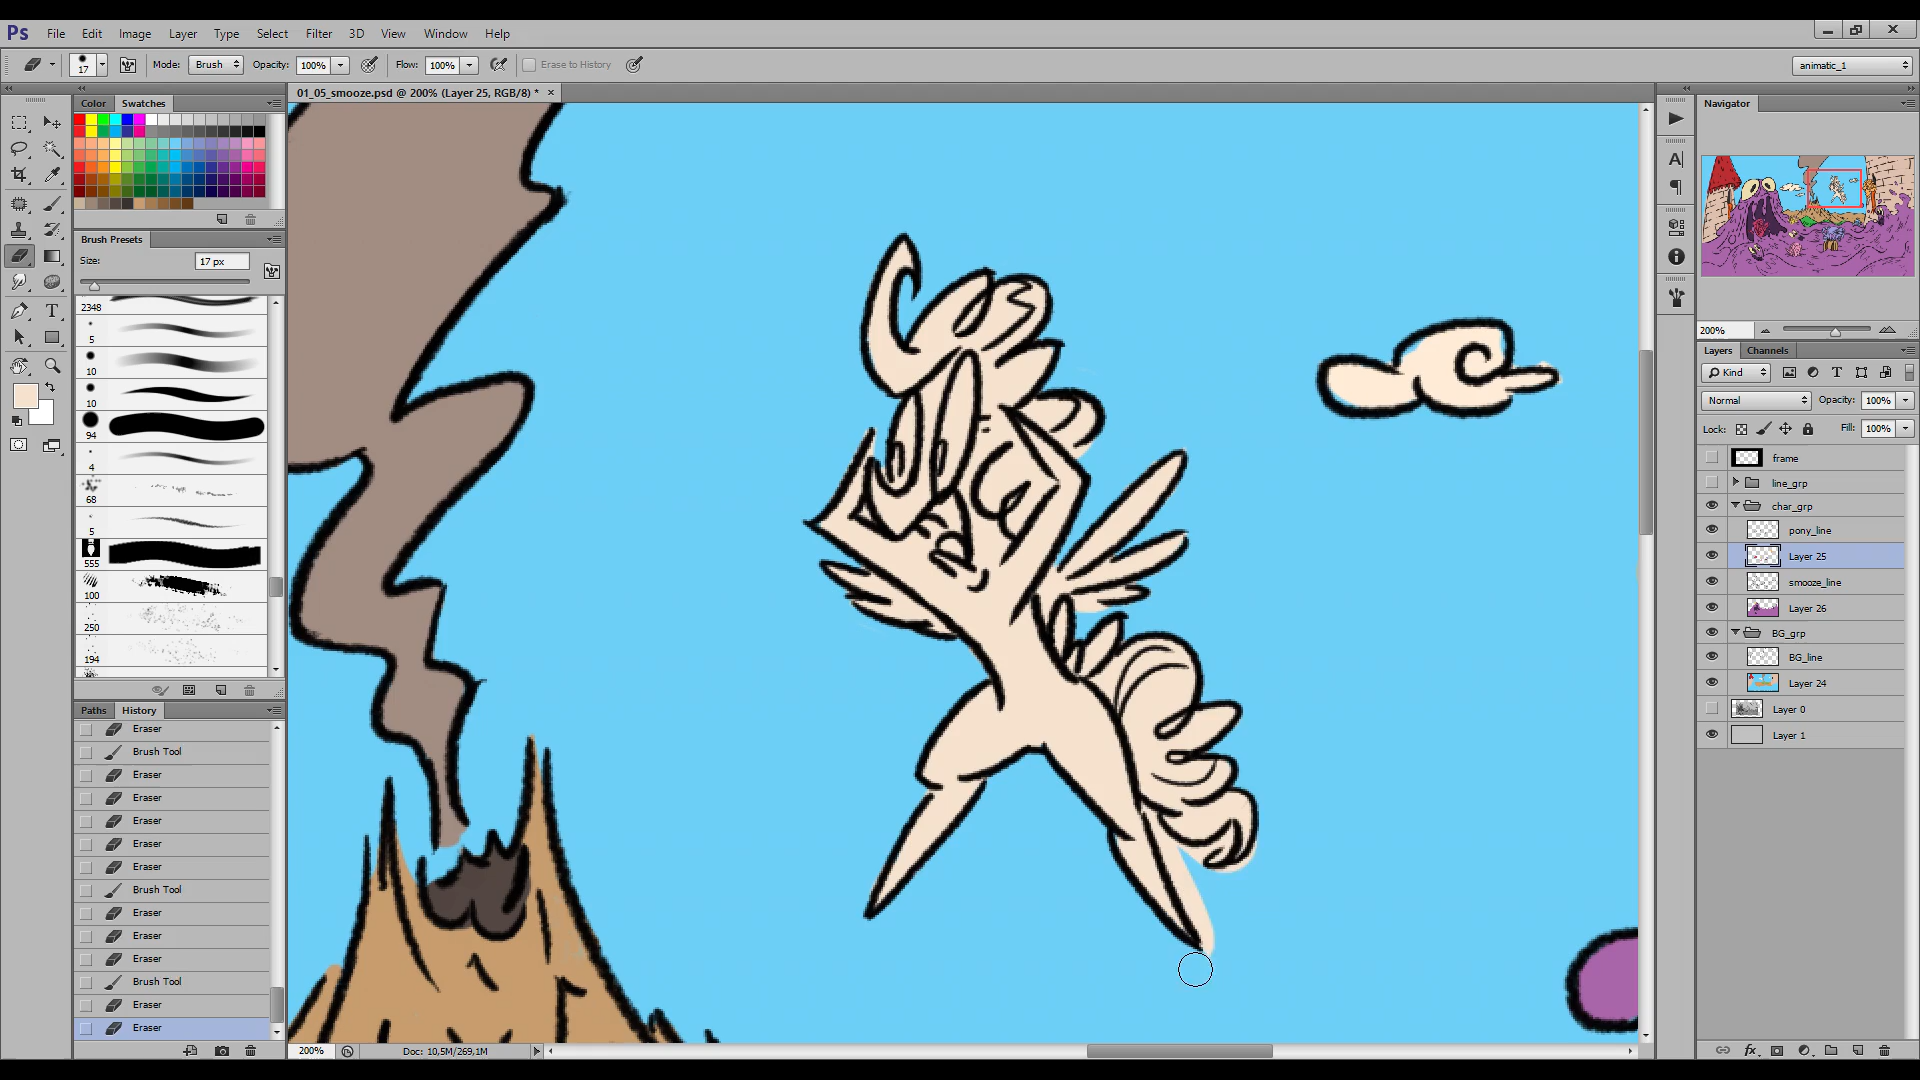 Ps File Edit Image Layer Type Select Filter 3D View Window Help
17 Mode: Brush Opacity: 100% Flow: 100% Erase to History animatic_1
01_05_smooze.psd @ 200% (Layer 25, RGB/8) *
Color Swatches
Brush Presets
Size: 17 px
2348
5
10
10
94
4
68
5
555
100
250
194
Paths History
Eraser
Brush Tool
Eraser
Eraser
Eraser
Eraser
Eraser
Brush Tool
Eraser
Eraser
Eraser
Brush Tool
Eraser
Eraser
200% Doc: 10,5M/269,1M
Navigator
200%
Layers Channels
Kind
Normal Opacity: 100%
Lock: Fill: 100%
frame
line_grp
char_grp
pony_line
Layer 25
smooze_line
Layer 26
BG_grp
BG_line
Layer 24
Layer 0
Layer 1